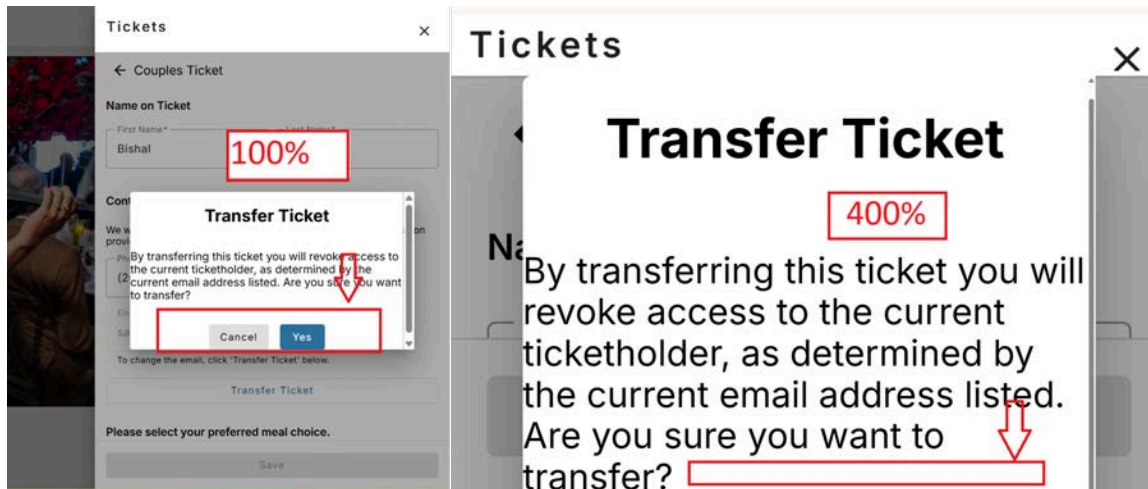 Tickets
Couples Ticket
Name on Ticket
First Name*
Bishal
100%
Transfer Ticket
By transferring this ticket you will revoke access to
the current ticketholder, as determined by the
current email address listed. Are you sure you want
to transfer?
Cancel
Yes
To change the email, click 'Transfer Ticket' below.
Transfer Ticket
Please select your preferred meal choice.
Save
Tickets
Transfer Ticket
400%
By transferring this ticket you will
revoke access to the current
ticketholder, as determined by
the current email address listed.
Are you sure you want to
transfer?